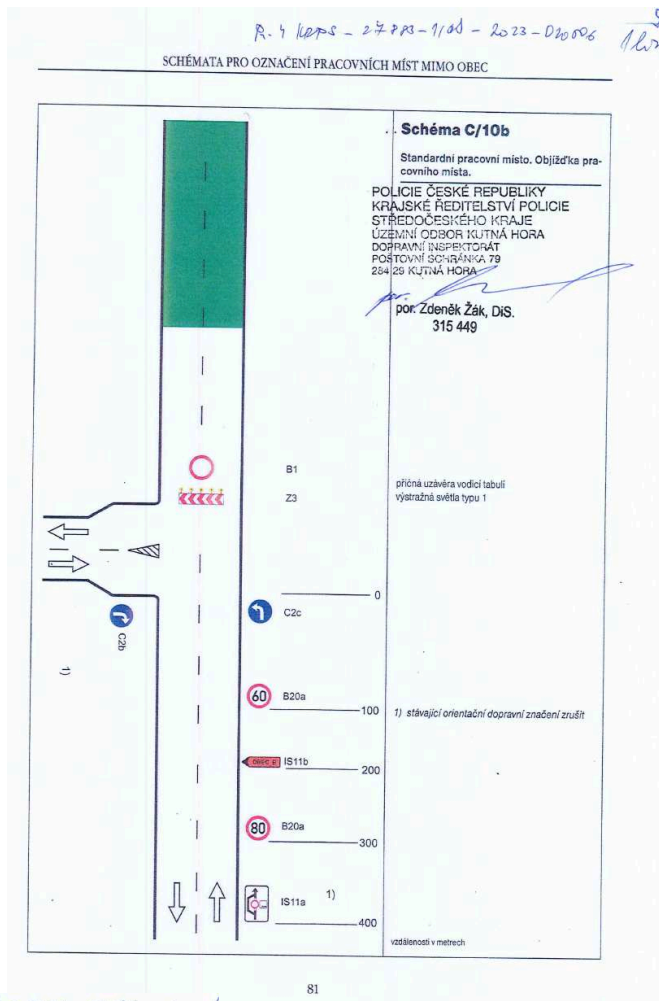 SCHÉMATA PRO OZNAČENÍ PRACOVNÍCH MÍST MIMO OBEC
Schéma C/10b
Standardní pracovní místo. Objížďka pra-
covního místa.
POLICIE ČESKÉ REPUBLIKY
KRAJSKÉ ŘEDITELSTVÍ POLICIE
STŘEDOČESKÉHO KRAJE
ÚZEMNÍ ODBOR KUTNÁ HORA
DOPRAVNÍ INSPEKTORÁT
POŠTOVNÍ SCHRÁNKA 79
284 29 KUTNÁ HORA
por. Zdeněk Žák, DiS.
315 449
B1
Z3
příčná uzávěra vodicí tabulí
výstražná světla typu 1
0
C2c
C2b
1)
60
B20a
100
1) stávající orientační dopravní značení zrušit
IS11b
200
80
B20a
300
IS11a
1)
400
vzdálenosti v metrech
81